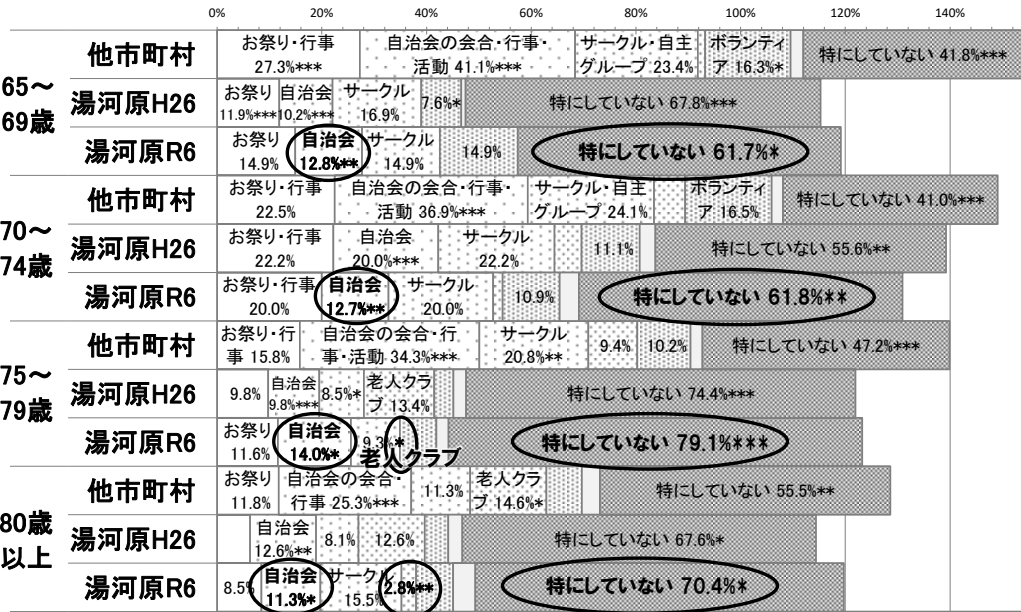 0% 20% 40% 60% 80% 100% 120% 140%
65～
69歳
他市町村
お祭り・行事
27.3%***
自治会の会合・行事・
活動 41.1%***
サークル・自主
グループ 23.4%
ボランティ
ア 16.3%*
特にしていない 41.8%***
湯河原H26
お祭り
11.9%***
自治会
10.2%***
サークル
16.9%
7.6%*
特にしていない 67.8%***
湯河原R6
お祭り
14.9%
自治会
12.8%**
サークル
14.9%
14.9%
特にしていない 61.7%*
70～
74歳
他市町村
お祭り・行事
22.5%
自治会の会合・行事・
活動 36.9%***
サークル・自主
グループ 24.1%
ボランティ
ア 16.5%
特にしていない 41.0%***
湯河原H26
お祭り・行事
22.2%
自治会
20.0%***
サークル
22.2%
11.1%
特にしていない 55.6%**
湯河原R6
お祭り・行事
20.0%
自治会
12.7%**
サークル
20.0%
10.9%
特にしていない 61.8%**
75～
79歳
他市町村
お祭り・行
事 15.8%
自治会の会合・行
事・活動 34.3%***
サークル
20.8%**
9.4%
10.2%
特にしていない 47.2%***
湯河原H26
9.8%
自治会
9.8%***
8.5%*
老人クラ
ブ 13.4%
特にしていない 74.4%***
湯河原R6
お祭り
11.6%
自治会
14.0%*
9.3%
*
老人クラブ
特にしていない 79.1%***
80歳
以上
他市町村
お祭り
11.8%
自治会の会合・
行事 25.3%***
11.3%
老人クラ
ブ 14.6%*
特にしていない 55.5%**
湯河原H26
自治会
12.6%**
8.1%
12.6%
特にしていない 67.6%*
湯河原R6
8.5%
自治会
11.3%*
サークル
15.5%
2.8%**
特にしていない 70.4%*